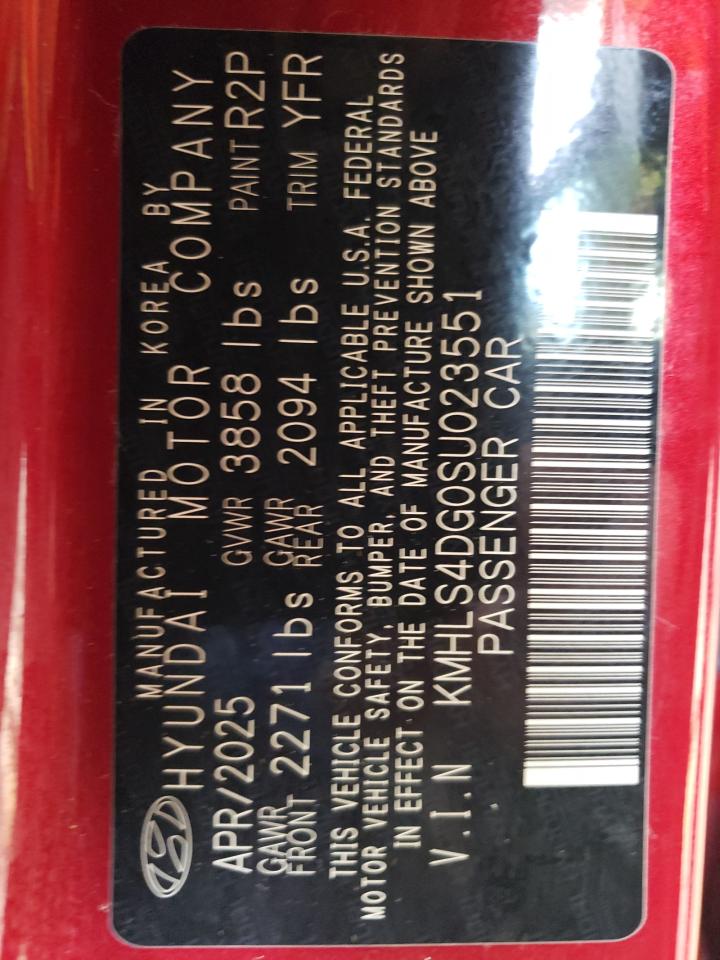 MANUFACTURED IN KOREA BY
HYUNDAI MOTOR COMPANY
APR/2025 GVWR 3858 lbs PAINT R2P
GAWR FRONT 2271 lbs GAWR REAR 2094 lbs TRIM YFR
THIS VEHICLE CONFORMS TO ALL APPLICABLE U.S.A. FEDERAL
MOTOR VEHICLE SAFETY, BUMPER, AND THEFT PREVENTION STANDARDS
IN EFFECT ON THE DATE OF MANUFACTURE SHOWN ABOVE
V.I.N KMHLS4DG0SU023551
PASSENGER CAR